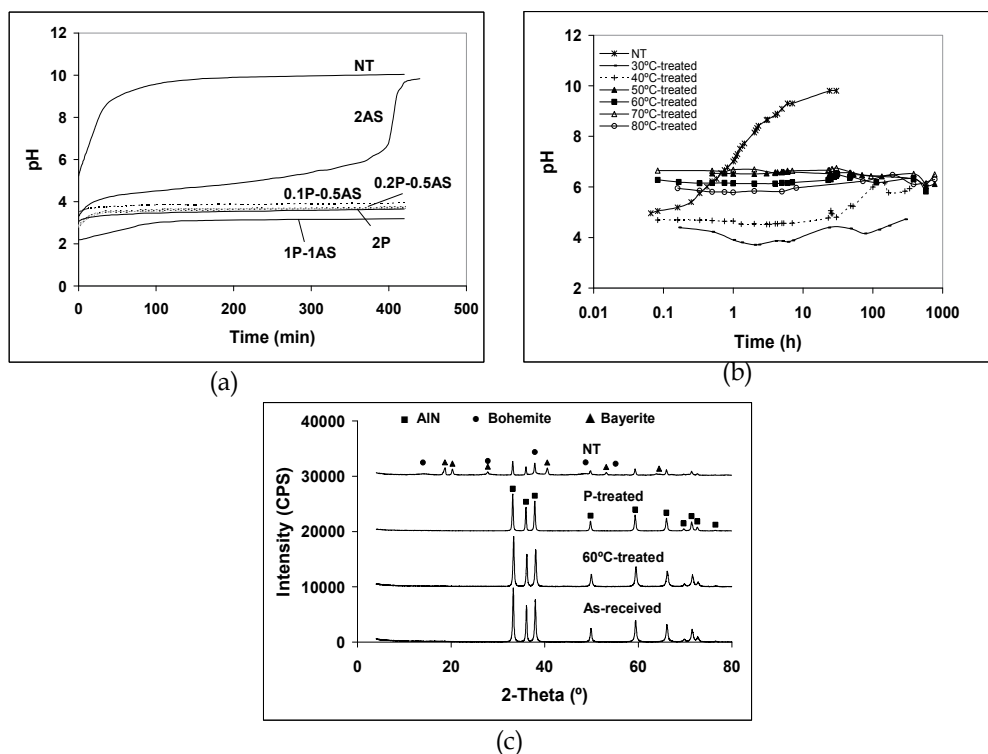 12
10
8
6
4
2
0
pH
NT
2AS
0.1P-0.5AS
0.2P-0.5AS
2P
1P-1AS
0 100 200 300 400 500
Time (min)
(a)
12
10
8
6
4
2
pH
NT
30ºC-treated
40ºC-treated
50ºC-treated
60ºC-treated
70ºC-treated
80ºC-treated
0.01 0.1 1 10 100 1000
Time (h)
(b)
40000
30000
20000
10000
0
Intensity (CPS)
AlN Bohemite Bayerite
NT
P-treated
60ºC-treated
As-received
0 20 40 60 80
2-Theta (º)
(c)